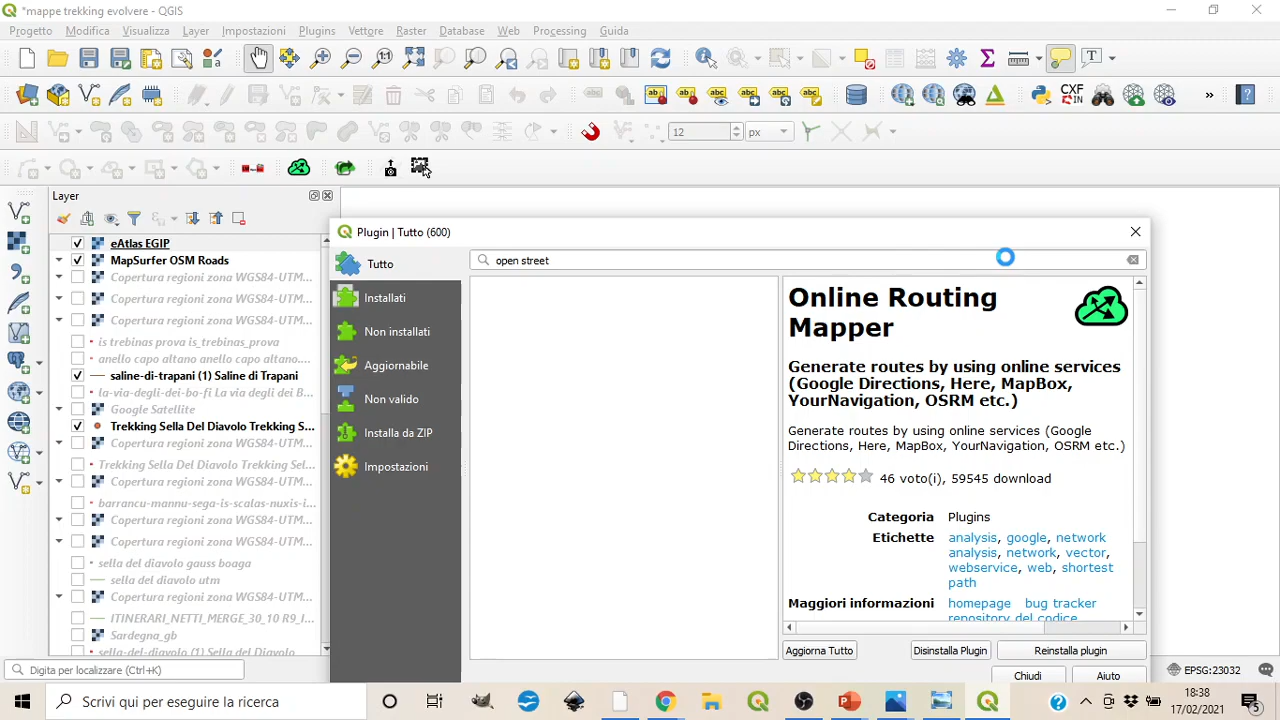 *mappe trekking evolvere - QGIS
Progetto Modifica Visualizza Layer Impostazioni Plugins Vettore Raster Database Web Processing Guida
12 px
Layer
eAtlas EGIP
MapSurfer OSM Roads
Copertura regioni zona WGS84-UTM...
Copertura regioni zona WGS84-UTM...
Copertura regioni zona WGS84-UTM...
is trebinas prova is_trebinas_prova
anello capo altano anello capo altano....
saline-di-trapani (1) Saline di Trapani
la-via-degli-dei-bo-fi La via degli dei B...
Google Satellite
Trekking Sella Del Diavolo Trekking S...
Copertura regioni zona WGS84-UTM...
Trekking Sella Del Diavolo Trekking Sel...
Copertura regioni zona WGS84-UTM...
barrancu-mannu-sega-is-scalas-nuxis-i...
Copertura regioni zona WGS84-UTM...
Copertura regioni zona WGS84-UTM...
sella del diavolo gauss boaga
sella del diavolo utm
Copertura regioni zona WGS84-UTM...
ITINERARI_NETTI_MERGE_30_10 R9_I...
Sardegna_gb
sella-del-diavolo (1) Sella del Diavolo
Digita per localizzare (Ctrl+K)
Plugin | Tutto (600)
Tutto
Installati
Non installati
Aggiornabile
Non valido
Installa da ZIP
Impostazioni
open street
Online Routing
Mapper
Generate routes by using online services
(Google Directions, Here, MapBox,
YourNavigation, OSRM etc.)
Generate routes by using online services (Google
Directions, Here, MapBox, YourNavigation, OSRM etc.)
46 voto(i), 59545 download
Categoria Plugins
Etichette analysis, google, network
analysis, network, vector,
webservice, web, shortest
path
Maggiori informazioni homepage bug tracker
repository del codice
Aggiorna Tutto Disinstalla Plugin Reinstalla plugin
Chiudi Aiuto
EPSG:23032
Scrivi qui per eseguire la ricerca
18:38
17/02/2021
5